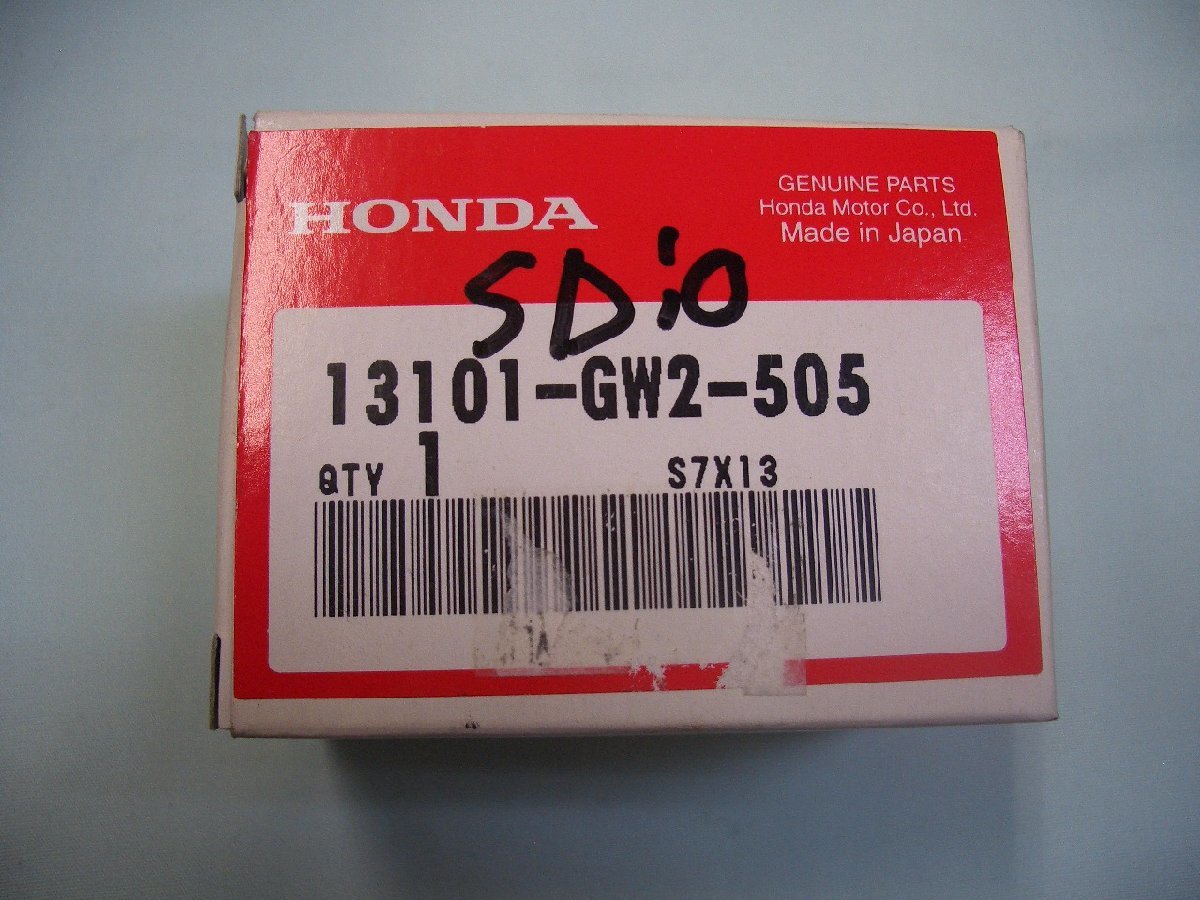 HONDA
GENUINE PARTS
Honda Motor Co., Ltd.
Made in Japan
SDio
13101-GW2-505
QTY 1 S7X13